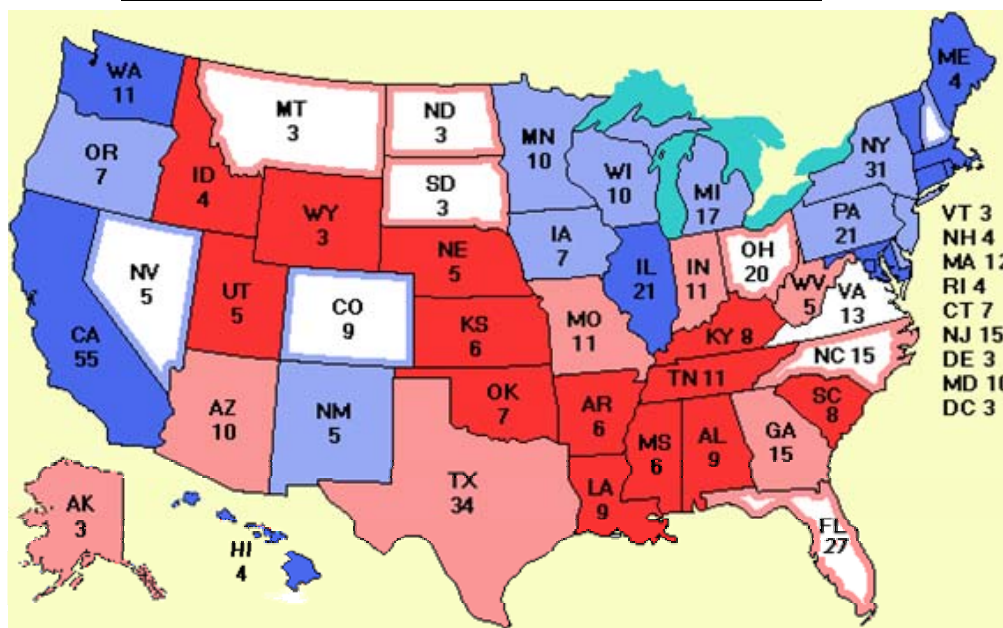 WA
11
OR
7
CA
55
NV
5
ID
4
MT
3
WY
3
UT
5
AZ
10
CO
9
NM
5
ND
3
SD
3
NE
5
KS
6
OK
7
TX
34
MN
10
IA
7
MO
11
AR
6
LA
9
WI
10
IL
21
MI
17
IN
11
OH
20
KY 8
TN 11
MS
6
AL
9
GA
15
FL
27
SC
8
NC 15
VA
13
WV
5
PA
21
NY
31
ME
4
VT 3
NH 4
MA 12
RI 4
CT 7
NJ 15
DE 3
MD 10
DC 3
AK
3
HI
4